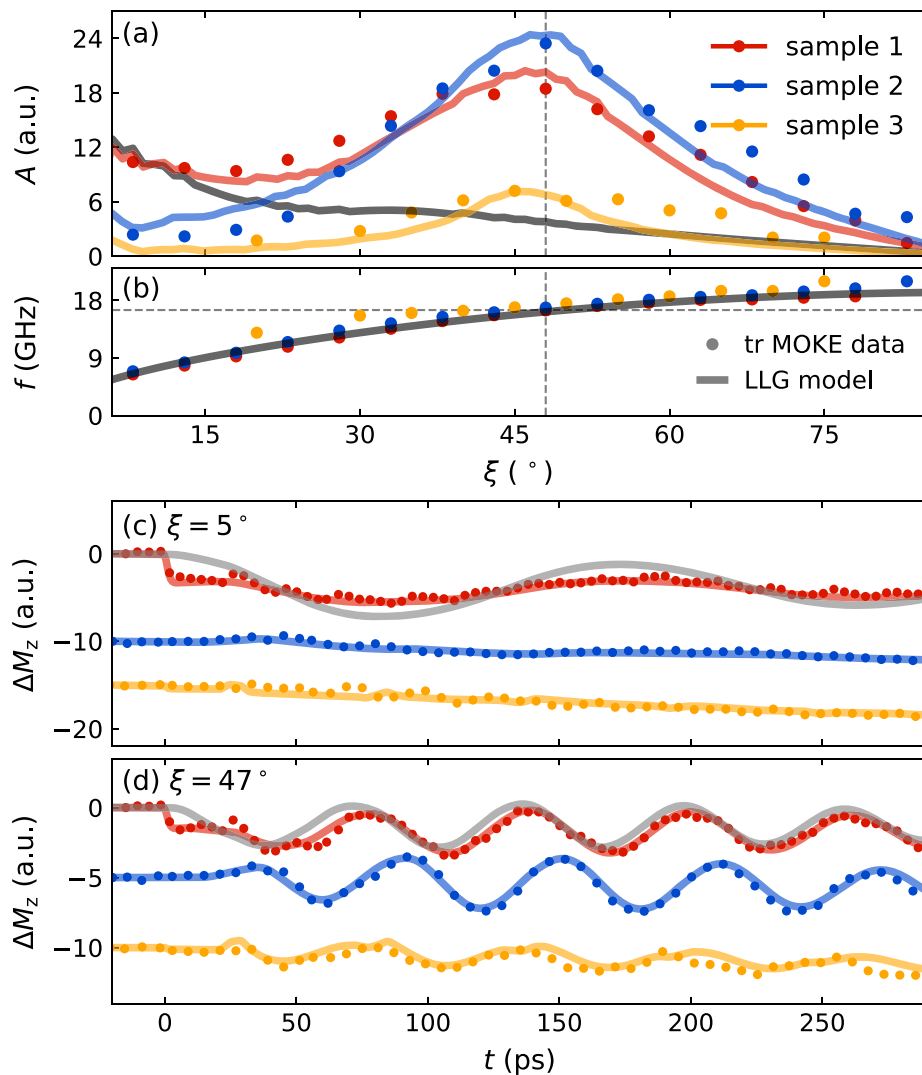 (a)
sample 1
sample 2
sample 3
A (a.u.)
24
18
12
6
0
(b)
f (GHz)
18
9
0
tr MOKE data
LLG model
15
30
45
60
75
ξ ( °)
(c) ξ = 5°
ΔM_z (a.u.)
0
−10
−20
(d) ξ = 47°
ΔM_z (a.u.)
0
−5
−10
0
50
100
150
200
250
t (ps)